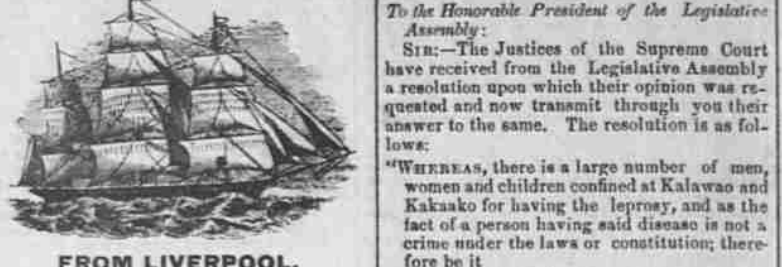 FROM LIVERPOOL.
To the Honorable President of the Legislative
Assembly:
SIR:—The Justices of the Supreme Court
have received from the Legislative Assembly
a resolution upon which their opinion was re-
quested and now transmit through you their
answer to the same. The resolution is as fol-
lows:
"WHEREAS, there is a large number of men,
women and children confined at Kalawao and
Kakaako for having the leprosy, and as the
fact of a person having said disease is not a
crime under the laws or constitution; there-
fore be it